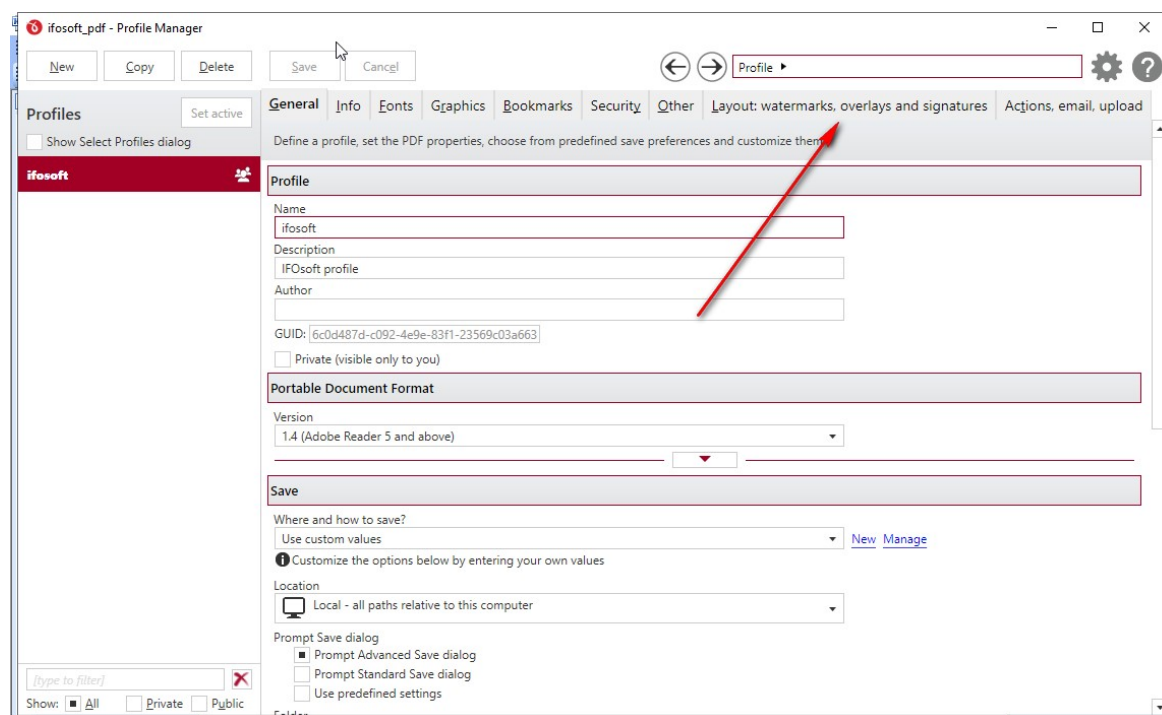 ifosoft_pdf - Profile Manager
New Copy Delete Save Cancel Profile
Profiles Set active
Show Select Profiles dialog
ifosoft
General Info Fonts Graphics Bookmarks Security Other Layout: watermarks, overlays and signatures Actions, email, upload
Define a profile, set the PDF properties, choose from predefined save preferences and customize them
Profile
Name
ifosoft
Description
IFOsoft profile
Author
GUID: 6c0d487d-c092-4e9e-83f1-23569c03a663
Private (visible only to you)
Portable Document Format
Version
1.4 (Adobe Reader 5 and above)
Save
Where and how to save?
Use custom values New Manage
Customize the options below by entering your own values
Location
Local - all paths relative to this computer
Prompt Save dialog
Prompt Advanced Save dialog
Prompt Standard Save dialog
Use predefined settings
Folder
[type to filter]
Show: All Private Public